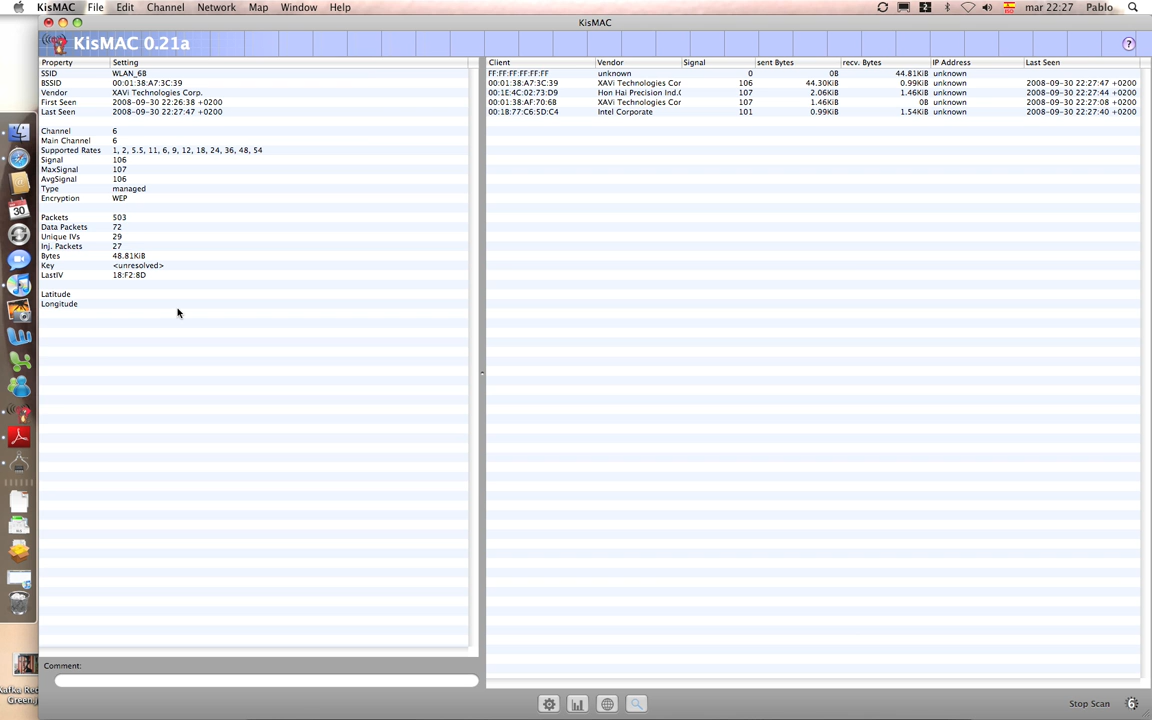 KisMAC File Edit Channel Network Map Window Help 2 mar 22:27 Pablo
KisMAC
KisMAC 0.21a ?
Property Setting
SSID WLAN_6B
BSSID 00:01:38:A7:3C:39
Vendor XAVi Technologies Corp.
First Seen 2008-09-30 22:26:38 +0200
Last Seen 2008-09-30 22:27:47 +0200
Channel 6
Main Channel 6
Supported Rates 1, 2, 5.5, 11, 6, 9, 12, 18, 24, 36, 48, 54
Signal 106
MaxSignal 107
AvgSignal 106
Type managed
Encryption WEP
Packets 503
Data Packets 72
Unique IVs 29
Inj. Packets 27
Bytes 48.81KiB
Key <unresolved>
LastIV 18:F2:8D
Latitude
Longitude
Comment:
Client Vendor Signal sent Bytes recv. Bytes IP Address Last Seen
FF:FF:FF:FF:FF:FF unknown 0 0B 44.81KiB unknown
00:01:38:A7:3C:39 XAVi Technologies Cor 106 44.30KiB 0.99KiB unknown 2008-09-30 22:27:47 +0200
00:1E:4C:02:73:D9 Hon Hai Precision Ind.( 107 2.06KiB 1.46KiB unknown 2008-09-30 22:27:44 +0200
00:01:38:AF:70:6B XAVi Technologies Cor 107 1.46KiB 0B unknown 2008-09-30 22:27:08 +0200
00:1B:77:C6:5D:C4 Intel Corporate 101 0.99KiB 1.54KiB unknown 2008-09-30 22:27:40 +0200
30
Stop Scan 6